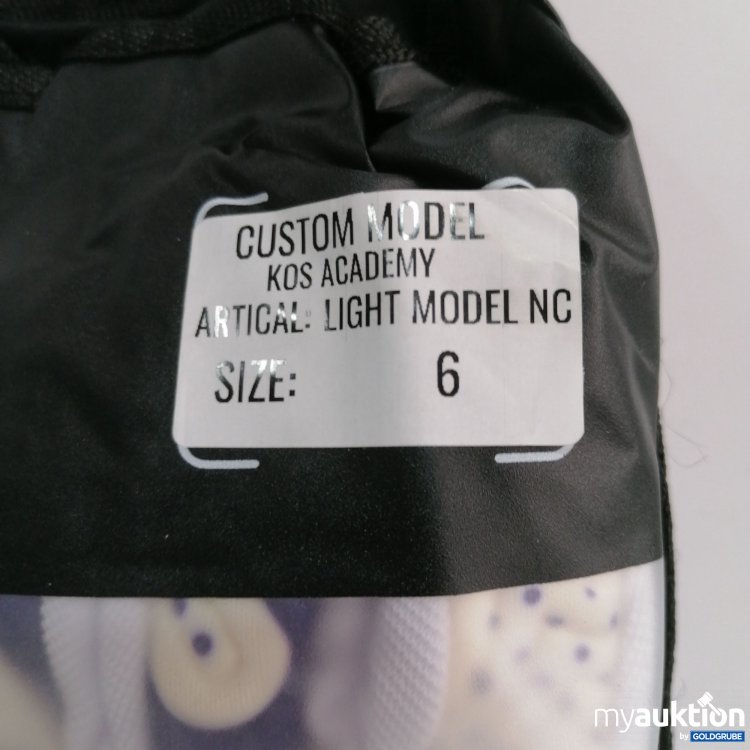 CUSTOM MODEL
KOS ACADEMY
ARTICAL: LIGHT MODEL NC
SIZE: 6
myauktion
by GOLDGRUBE